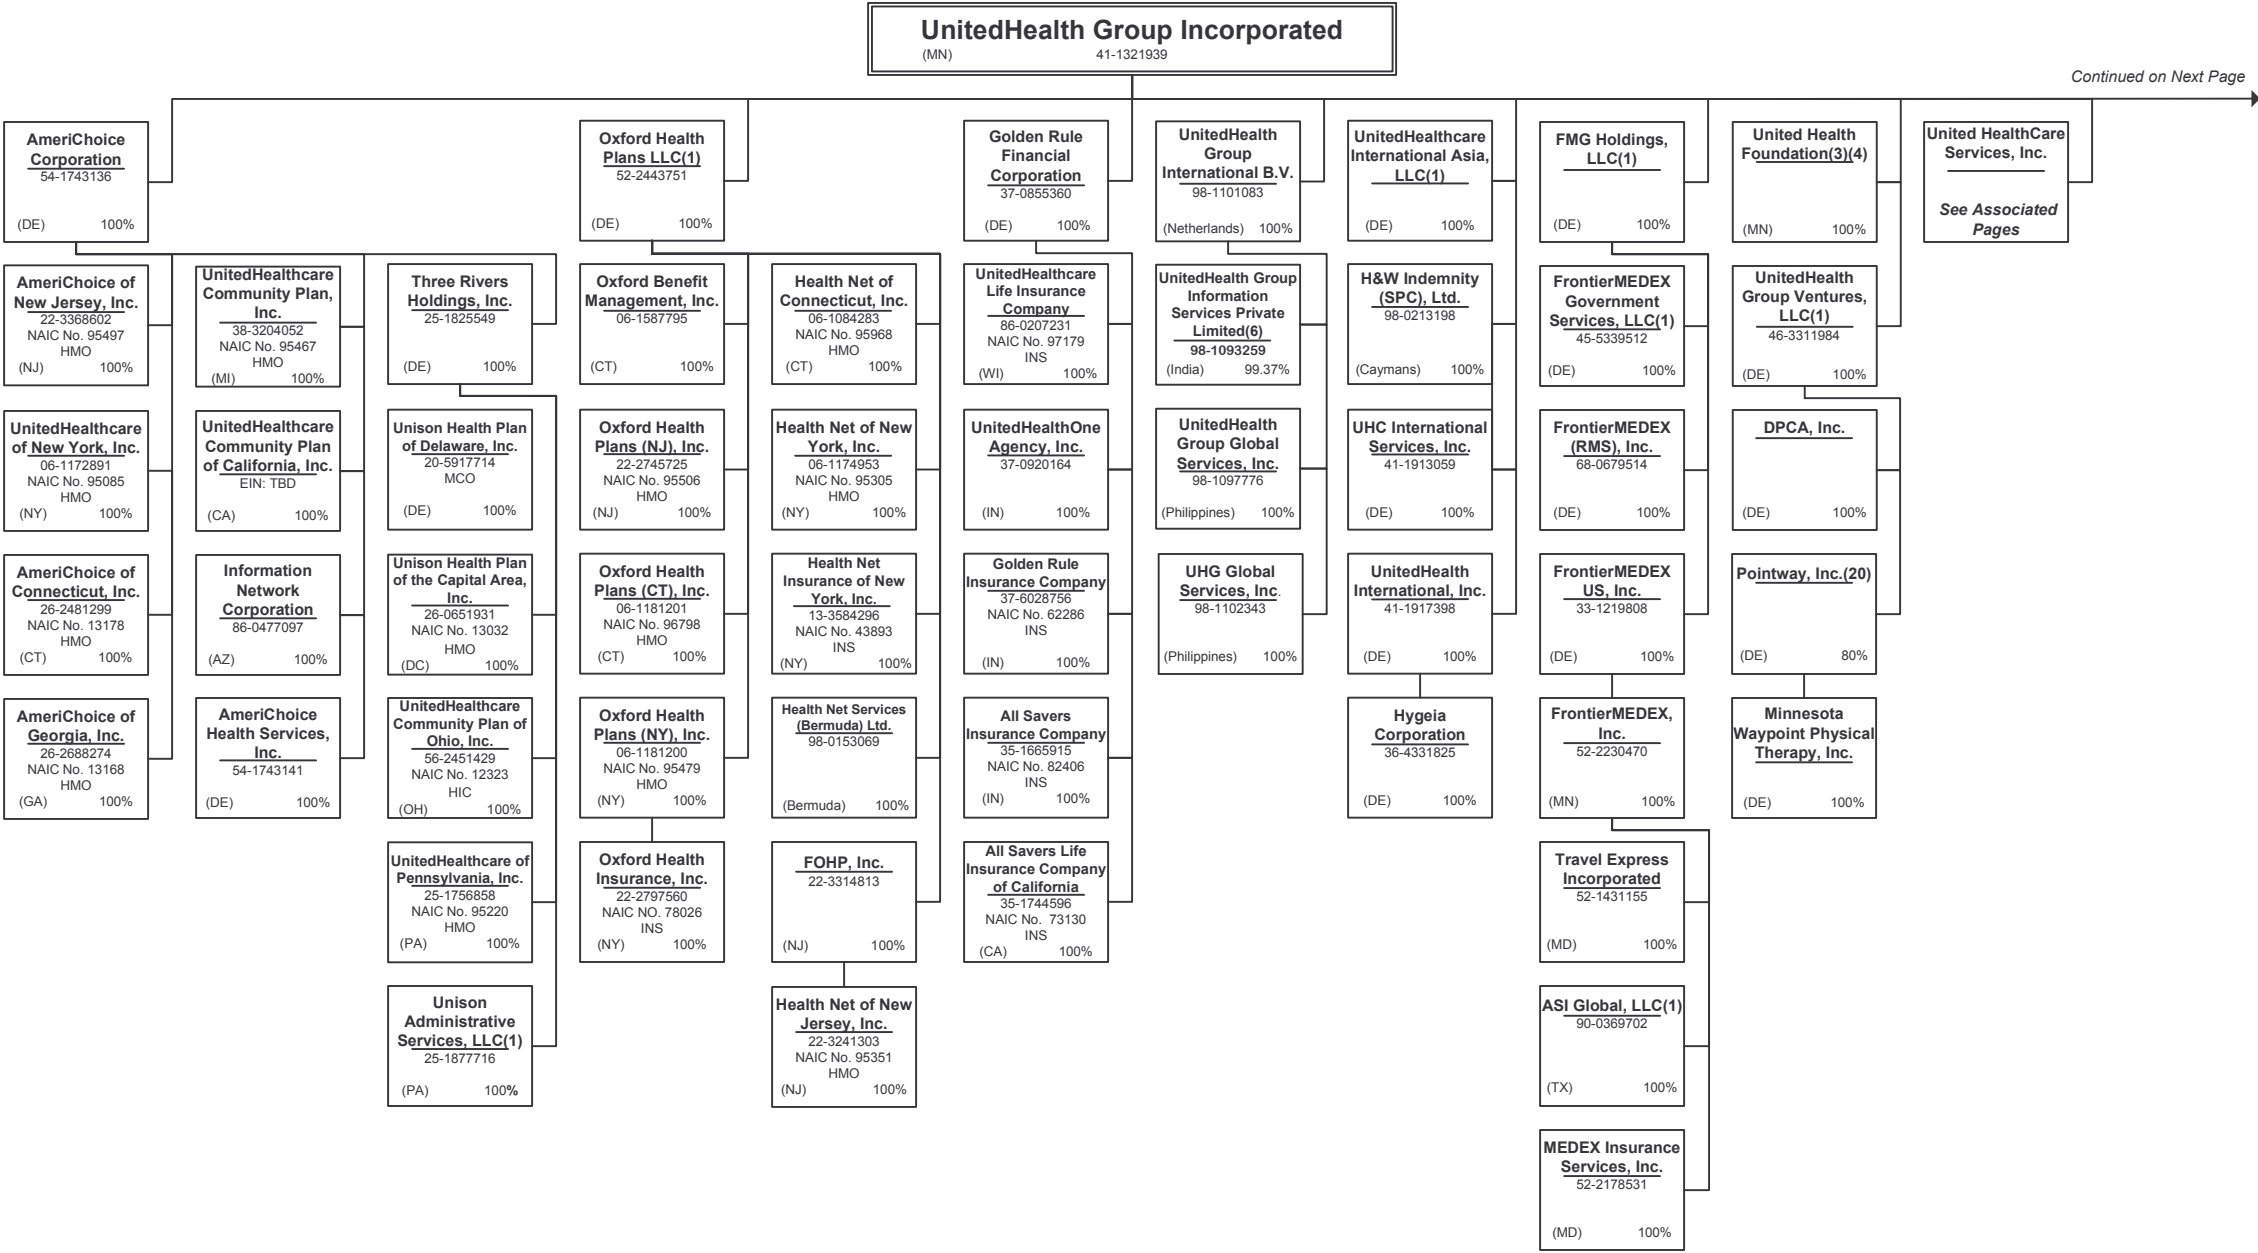 UnitedHealth Group Incorporated
(MN) 41-1321939
Continued on Next Page
AmeriChoice
Corporation
54-1743136
(DE) 100%
Oxford Health
Plans LLC(1)
52-2443751
(DE) 100%
Golden Rule
Financial
Corporation
37-0855360
(DE) 100%
UnitedHealth
Group
International B.V.
98-1101083
(Netherlands) 100%
UnitedHealthcare
International Asia,
LLC(1)
(DE) 100%
FMG Holdings,
LLC(1)
(DE) 100%
United Health
Foundation(3)(4)
(MN) 100%
United HealthCare
Services, Inc.
See Associated
Pages
AmeriChoice of
New Jersey, Inc.
22-3368602
NAIC No. 95497
HMO
(NJ) 100%
UnitedHealthcare
Community Plan,
Inc.
38-3204052
NAIC No. 95467
HMO
(MI) 100%
Three Rivers
Holdings, Inc.
25-1825549
(DE) 100%
Oxford Benefit
Management, Inc.
06-1587795
(CT) 100%
Health Net of
Connecticut, Inc.
06-1084283
NAIC No. 95968
HMO
(CT) 100%
UnitedHealthcare
Life Insurance
Company
86-0207231
NAIC No. 97179
INS
(WI) 100%
UnitedHealth Group
Information
Services Private
Limited(6)
98-1093259
(India) 99.37%
H&W Indemnity
(SPC), Ltd.
98-0213198
(Caymans) 100%
FrontierMEDEX
Government
Services, LLC(1)
45-5339512
(DE) 100%
UnitedHealth
Group Ventures,
LLC(1)
46-3311984
(DE) 100%
UnitedHealthcare
of New York, Inc.
06-1172891
NAIC No. 95085
HMO
(NY) 100%
UnitedHealthcare
Community Plan
of California, Inc.
EIN: TBD
(CA) 100%
Unison Health Plan
of Delaware, Inc.
20-5917714
MCO
(DE) 100%
Oxford Health
Plans (NJ), Inc.
22-2745725
NAIC No. 95506
HMO
(NJ) 100%
Health Net of New
York, Inc.
06-1174953
NAIC No. 95305
HMO
(NY) 100%
UnitedHealthOne
Agency, Inc.
37-0920164
(IN) 100%
UnitedHealth
Group Global
Services, Inc.
98-1097776
(Philippines) 100%
UHC International
Services, Inc.
41-1913059
(DE) 100%
FrontierMEDEX
(RMS), Inc.
68-0679514
(DE) 100%
DPCA, Inc.
(DE) 100%
AmeriChoice of
Connecticut, Inc.
26-2481299
NAIC No. 13178
HMO
(CT) 100%
Information
Network
Corporation
86-0477097
(AZ) 100%
Unison Health Plan
of the Capital Area,
Inc.
26-0651931
NAIC No. 13032
HMO
(DC) 100%
Oxford Health
Plans (CT), Inc.
06-1181201
NAIC No. 96798
HMO
(CT) 100%
Health Net
Insurance of New
York, Inc.
13-3584296
NAIC No. 43893
INS
(NY) 100%
Golden Rule
Insurance Company
37-6028756
NAIC No. 62286
INS
(IN) 100%
UHG Global
Services, Inc.
98-1102343
(Philippines) 100%
UnitedHealth
International, Inc.
41-1917398
(DE) 100%
FrontierMEDEX
US, Inc.
33-1219808
(DE) 100%
Pointway, Inc.(20)
(DE) 80%
AmeriChoice of
Georgia, Inc.
26-2688274
NAIC No. 13168
HMO
(GA) 100%
AmeriChoice
Health Services,
Inc.
54-1743141
(DE) 100%
UnitedHealthcare
Community Plan of
Ohio, Inc.
56-2451429
NAIC No. 12323
HIC
(OH) 100%
Oxford Health
Plans (NY), Inc.
06-1181200
NAIC No. 95479
HMO
(NY) 100%
Health Net Services
(Bermuda) Ltd.
98-0153069
(Bermuda) 100%
All Savers
Insurance Company
35-1665915
NAIC No. 82406
INS
(IN) 100%
Hygeia
Corporation
36-4331825
(DE) 100%
FrontierMEDEX,
Inc.
52-2230470
(MN) 100%
Minnesota
Waypoint Physical
Therapy, Inc.
(DE) 100%
UnitedHealthcare of
Pennsylvania, Inc.
25-1756858
NAIC No. 95220
HMO
(PA) 100%
Oxford Health
Insurance, Inc.
22-2797560
NAIC NO. 78026
INS
(NY) 100%
FOHP, Inc.
22-3314813
(NJ) 100%
All Savers Life
Insurance Company
of California
35-1744596
NAIC No. 73130
INS
(CA) 100%
Travel Express
Incorporated
52-1431155
(MD) 100%
Unison
Administrative
Services, LLC(1)
25-1877716
(PA) 100%
Health Net of New
Jersey, Inc.
22-3241303
NAIC No. 95351
HMO
(NJ) 100%
ASI Global, LLC(1)
90-0369702
(TX) 100%
MEDEX Insurance
Services, Inc.
52-2178531
(MD) 100%